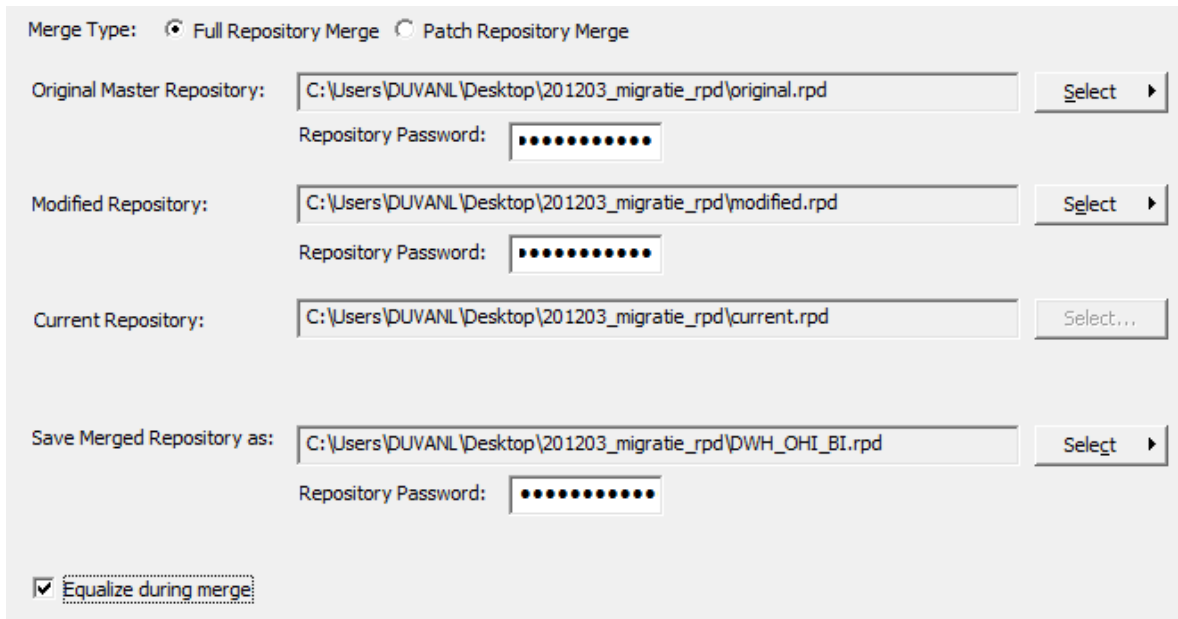 Merge Type: Full Repository Merge Patch Repository Merge
Original Master Repository: C:\Users\DUVANL\Desktop\201203_migratie_rpd\original.rpd Select
Repository Password: ●●●●●●●●●●●
Modified Repository: C:\Users\DUVANL\Desktop\201203_migratie_rpd\modified.rpd Select
Repository Password: ●●●●●●●●●●●
Current Repository: C:\Users\DUVANL\Desktop\201203_migratie_rpd\current.rpd Select...
Save Merged Repository as: C:\Users\DUVANL\Desktop\201203_migratie_rpd\DWH_OHI_BI.rpd Select
Repository Password: ●●●●●●●●●●●
Equalize during merge